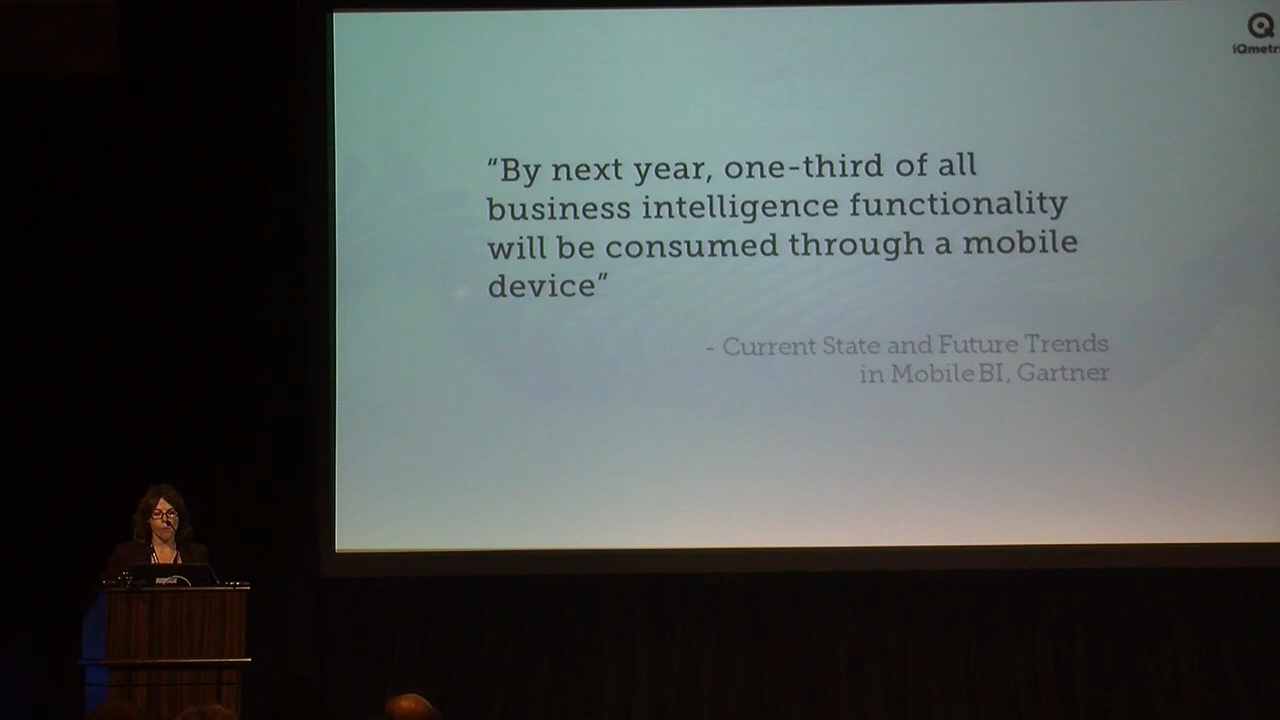 iQmetr
"By next year, one-third of all
business intelligence functionality
will be consumed through a mobile
device"
- Current State and Future Trends
in Mobile BI, Gartner